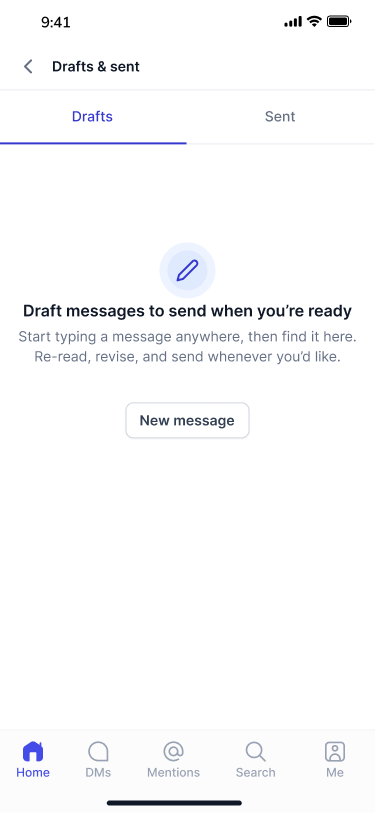 9:41
Drafts & sent
Drafts
Sent
Draft messages to send when you’re ready
Start typing a message anywhere, then find it here.
Re-read, revise, and send whenever you’d like.
New message
Home
DMs
Mentions
Search
Me